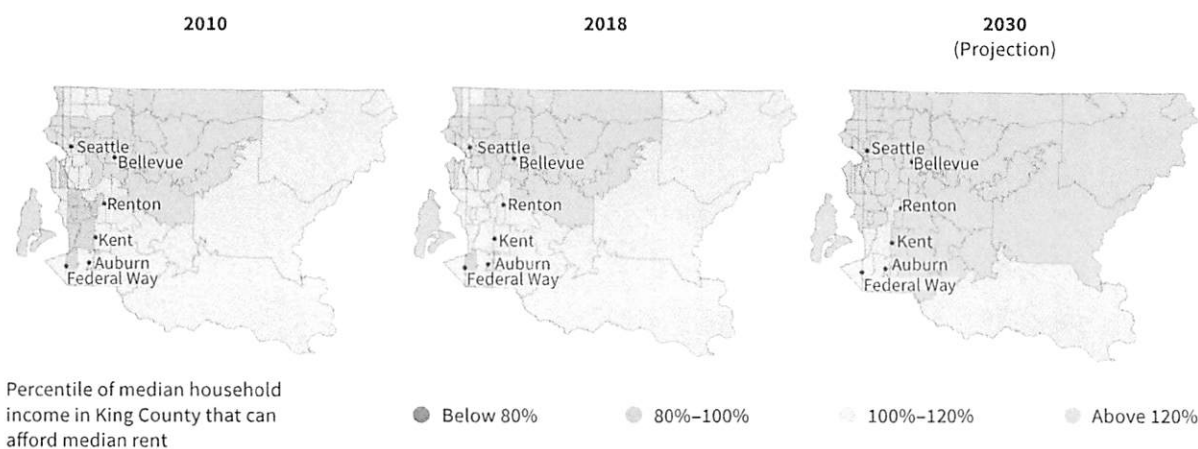 2010
2018
2030
(Projection)
Seattle
Bellevue
Renton
Kent
Auburn
Federal Way
Seattle
Bellevue
Renton
Kent
Auburn
Federal Way
Seattle
Bellevue
Renton
Kent
Auburn
Federal Way
Percentile of median household
income in King County that can
afford median rent
Below 80%
80%–100%
100%–120%
Above 120%